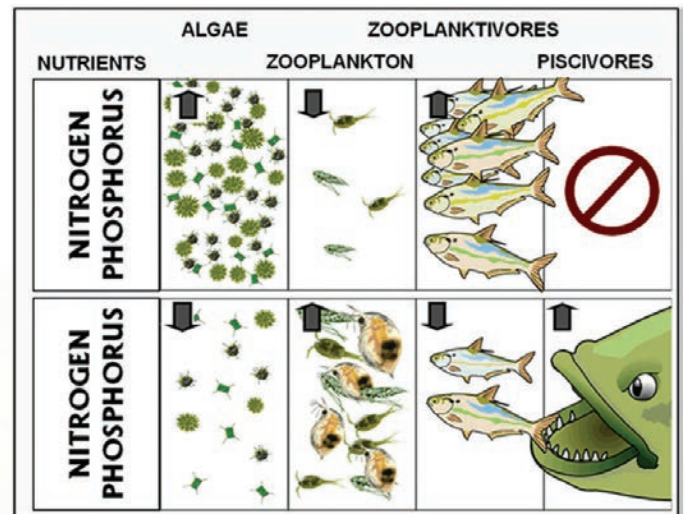 ALGAE ZOOPLANKTIVORES
NUTRIENTS ZOOPLANKTON PISCIVORES
NITROGEN
PHOSPHORUS
NITROGEN
PHOSPHORUS